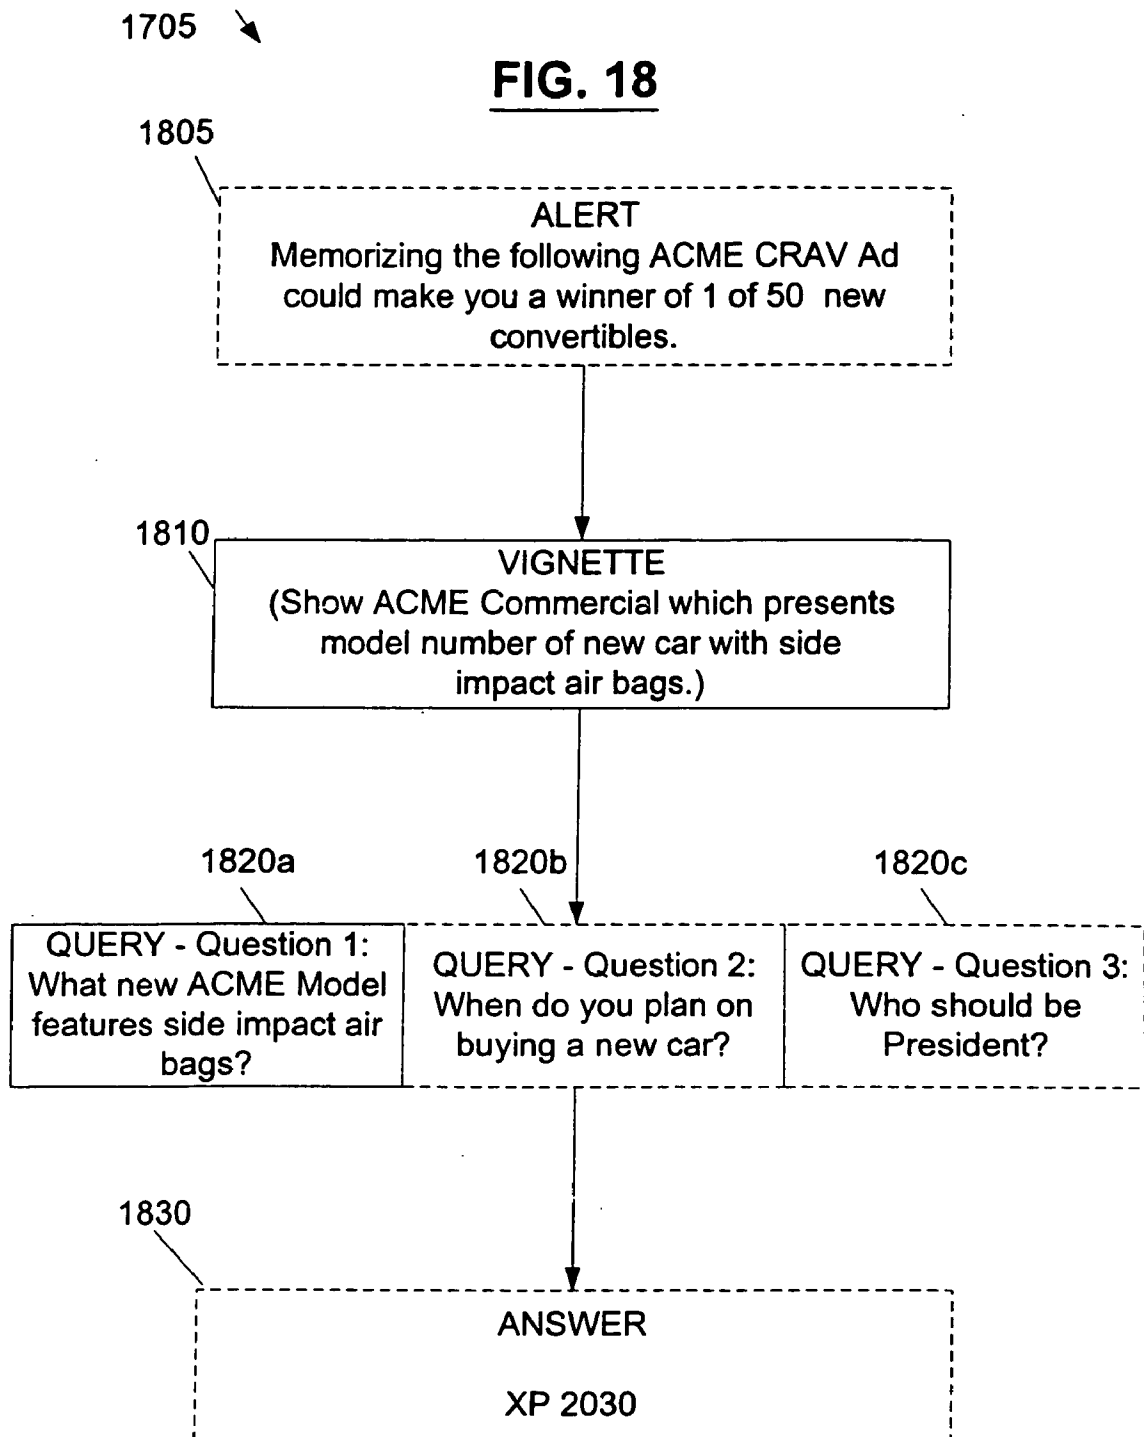 1705
FIG. 18
1805
ALERT
Memorizing the following ACME CRAV Ad
could make you a winner of 1 of 50 new
convertibles.
1810
VIGNETTE
(Show ACME Commercial which presents
model number of new car with side
impact air bags.)
1820a
1820b
1820c
QUERY - Question 1:
What new ACME Model
features side impact air
bags?
QUERY - Question 2:
When do you plan on
buying a new car?
QUERY - Question 3:
Who should be
President?
1830
ANSWER
XP 2030